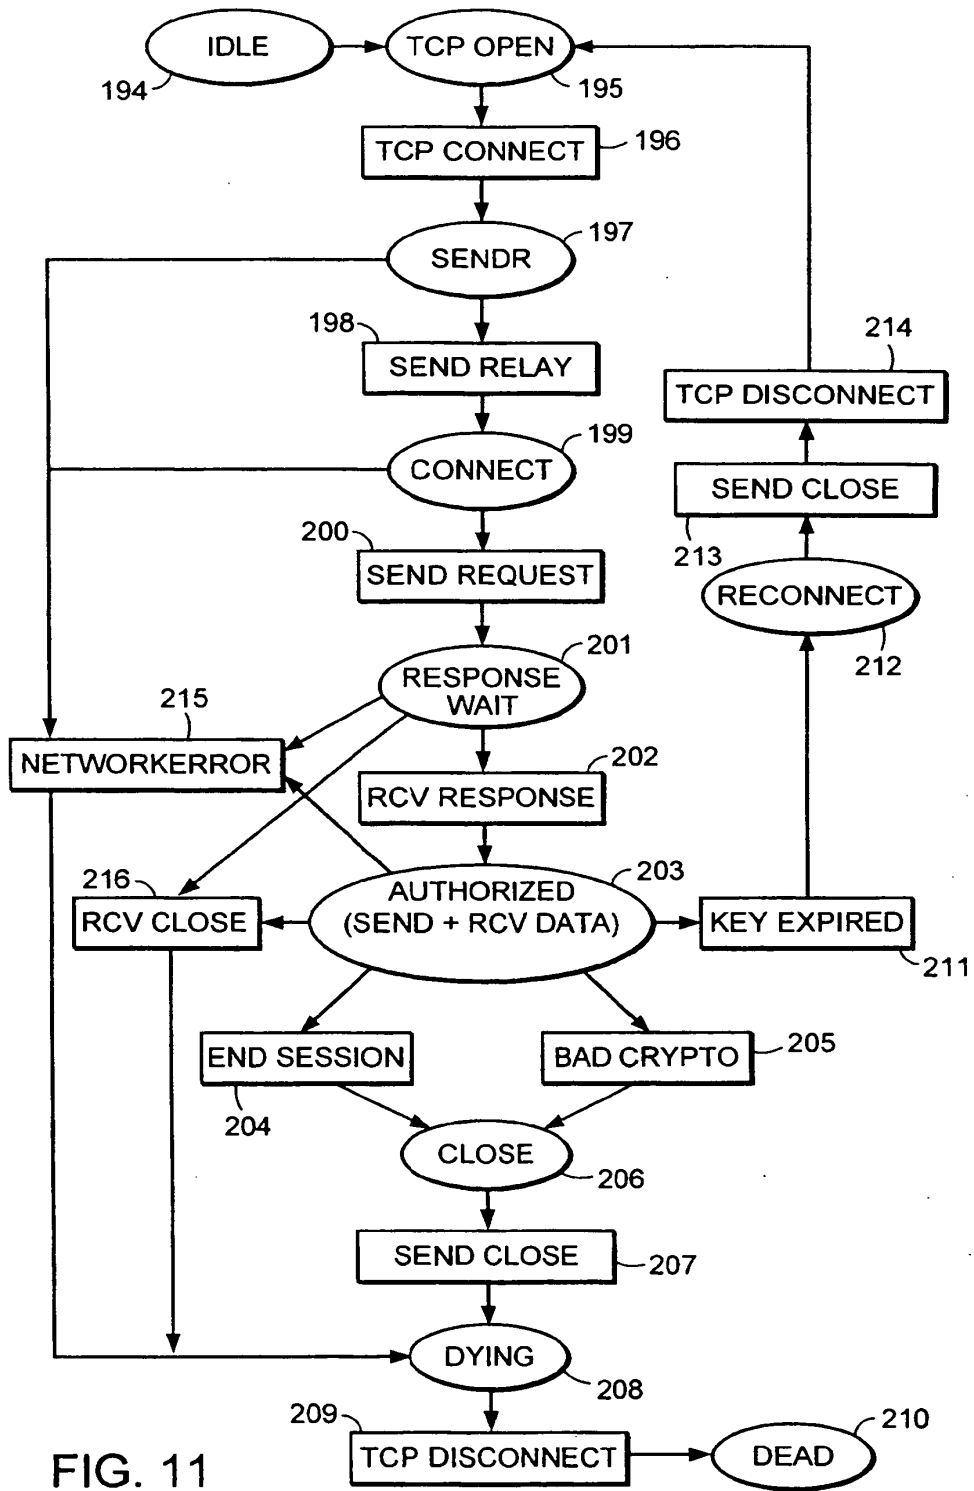 IDLE
194
TCP OPEN
195
TCP CONNECT
196
SENDR
197
198
SEND RELAY
214
TCP DISCONNECT
CONNECT
199
SEND CLOSE
213
200
SEND REQUEST
RECONNECT
212
RESPONSE
WAIT
201
215
NETWORKERROR
202
RCV RESPONSE
216
RCV CLOSE
AUTHORIZED
(SEND + RCV DATA)
203
KEY EXPIRED
211
END SESSION
204
BAD CRYPTO
205
CLOSE
206
SEND CLOSE
207
DYING
208
209
TCP DISCONNECT
210
DEAD
FIG. 11